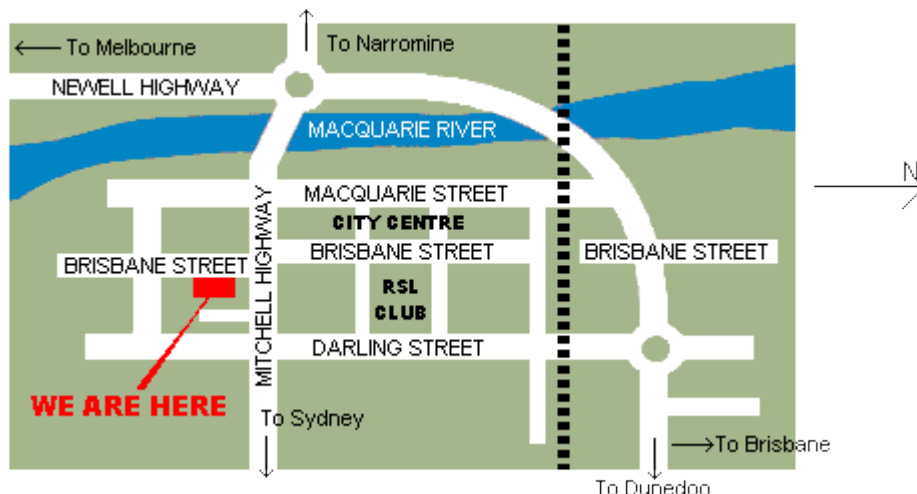 To Melbourne
To Narromine
NEWELL HIGHWAY
MACQUARIE RIVER
N
MACQUARIE STREET
CITY CENTRE
BRISBANE STREET
BRISBANE STREET
BRISBANE STREET
RSL
CLUB
MITCHELL HIGHWAY
DARLING STREET
WE ARE HERE
To Sydney
To Brisbane
To Dunedoo